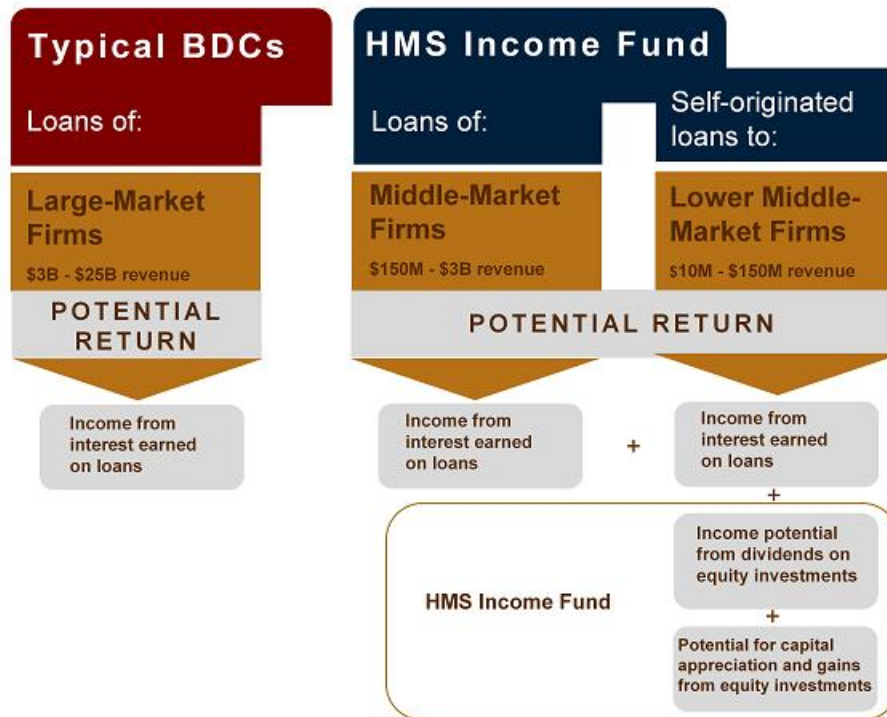 Typical BDCs
Loans of:
Large-Market
Firms
$3B - $25B revenue
POTENTIAL
RETURN
Income from
interest earned
on loans
HMS Income Fund
Loans of:
Middle-Market
Firms
$150M - $3B revenue
Self-originated
loans to:
Lower Middle-
Market Firms
$10M - $150M revenue
POTENTIAL RETURN
Income from
interest earned
on loans
+
Income from
interest earned
on loans
+
HMS Income Fund
Income potential
from dividends on
equity investments
+
Potential for capital
appreciation and gains
from equity investments